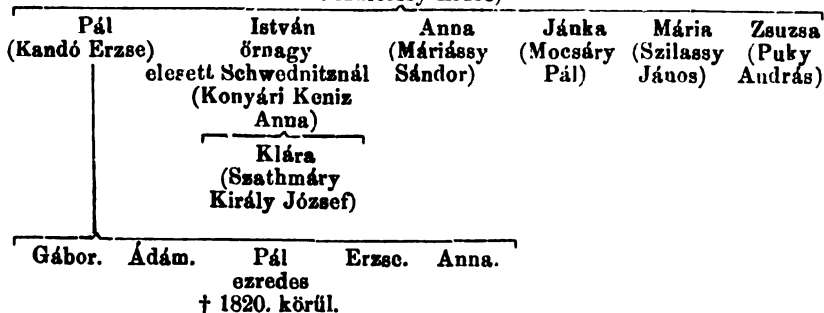 Pál István Anna Jánka Mária Zsuzsa
(Kandó Erzse) őrnagy (Máriássy (Mocsáry (Szilassy (Puky
elesett Schwednitznál Sándor) Pál) János) András)
(Konyári Keniz
Anna)
Klára
(Szathmáry
Király József)
Gábor. Ádám. Pál Erzse. Anna.
ezredes
† 1820. körül.